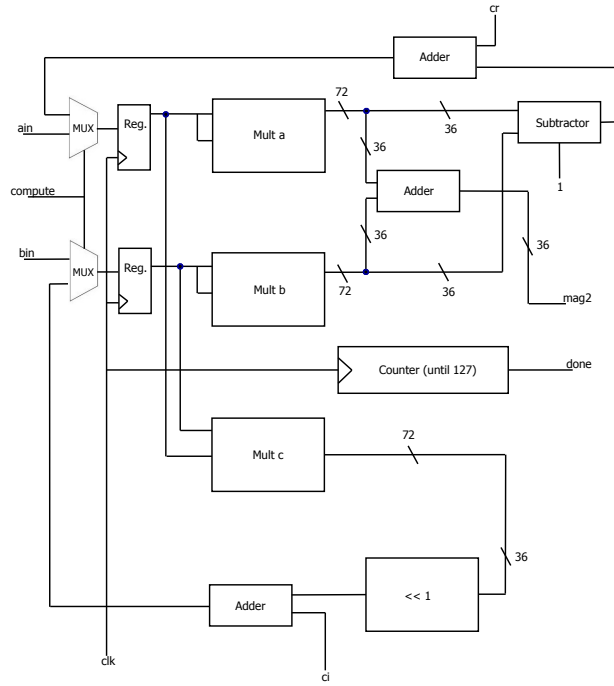 cr
Adder
72
36
MUX
Reg.
Mult a
Subtractor
ain
36
Adder
1
compute
36
36
bin
MUX
Reg.
Mult b
72
36
mag2
Counter (until 127)
done
Mult c
72
36
<< 1
Adder
clk
ci